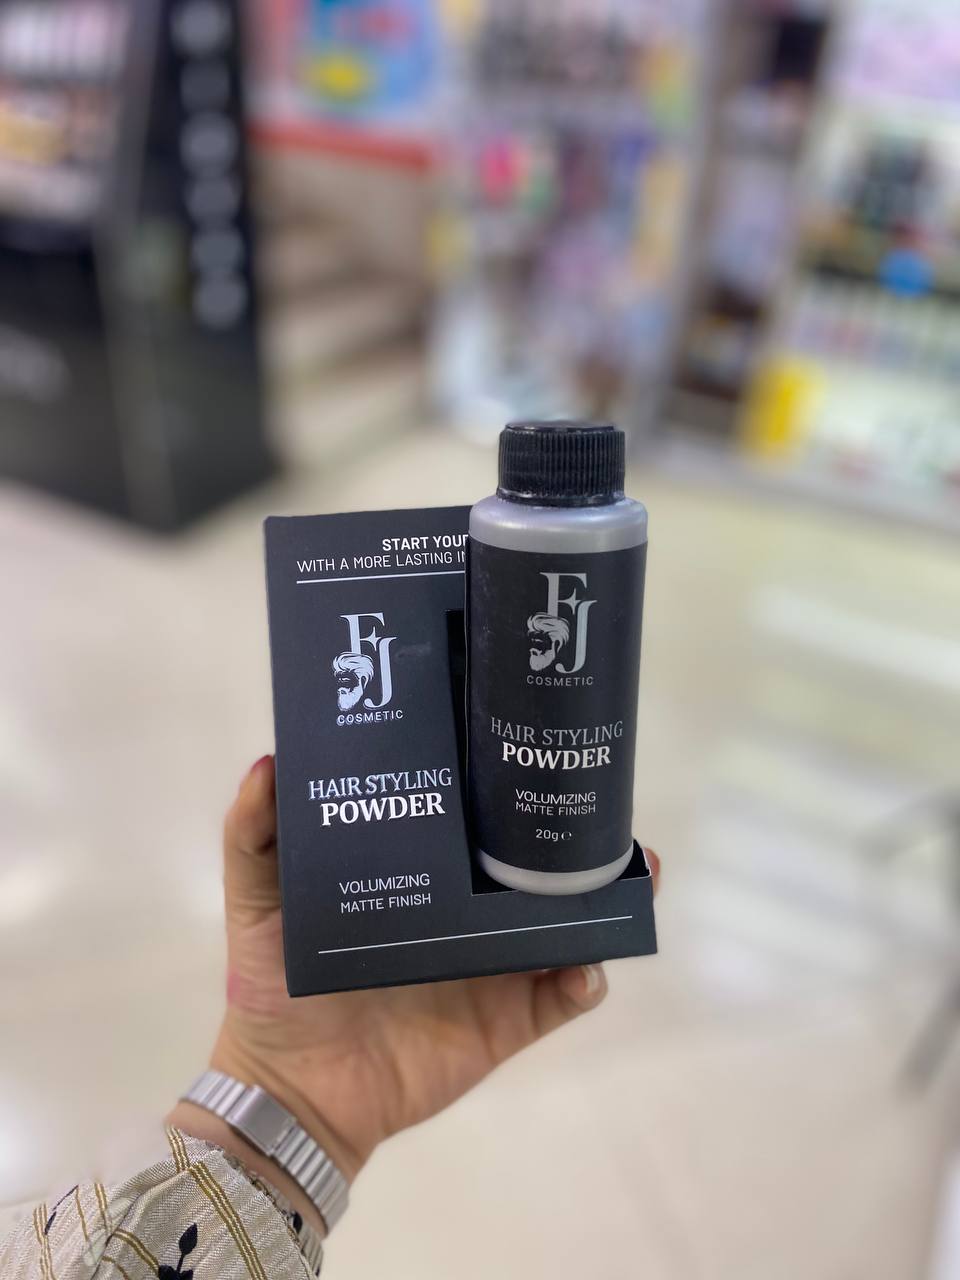 START YOUR
WITH A MORE LASTING
FJ
COSMETIC
HAIR STYLING
POWDER
VOLUMIZING
MATTE FINISH
FJ
COSMETIC
HAIR STYLING
POWDER
VOLUMIZING
MATTE FINISH
20g ℮